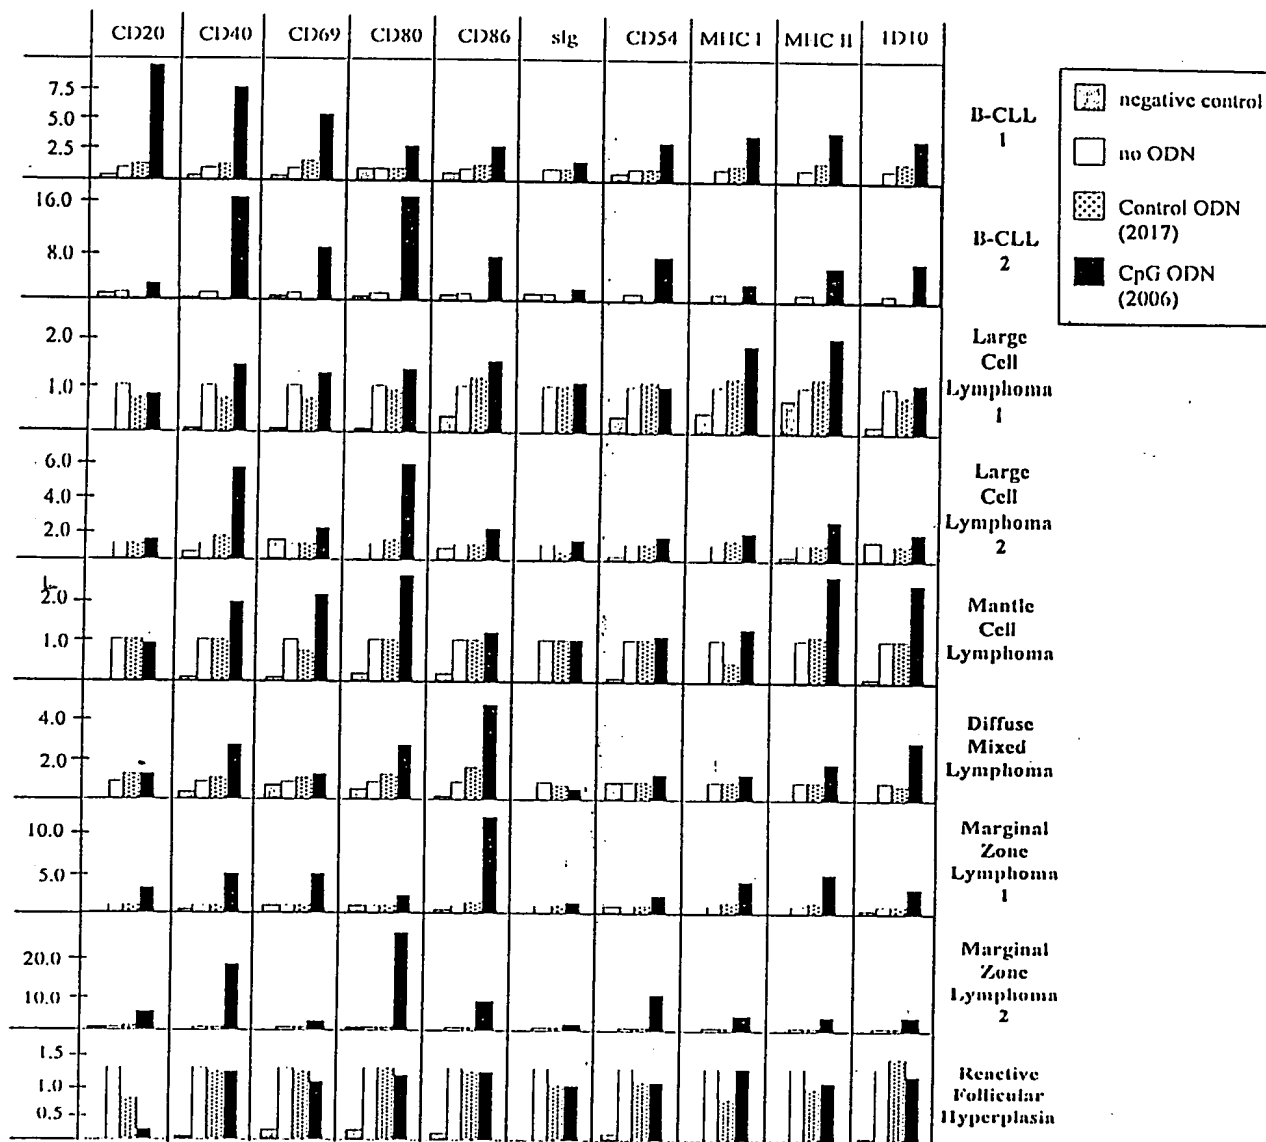 CD20 CD40 CD69 CD80 CD86 sIg CD54 MHC I MHC II 1D10
7.5
5.0
2.5
B-CLL
1
16.0
8.0
B-CLL
2
2.0
1.0
Large
Cell
Lymphoma
1
6.0
4.0
2.0
Large
Cell
Lymphoma
2
2.0
1.0
Mantle
Cell
Lymphoma
4.0
2.0
Diffuse
Mixed
Lymphoma
10.0
5.0
Marginal
Zone
Lymphoma
1
20.0
10.0
Marginal
Zone
Lymphoma
2
1.5
1.0
0.5
Reactive
Follicular
Hyperplasia
negative control
no ODN
Control ODN
(2017)
CpG ODN
(2006)